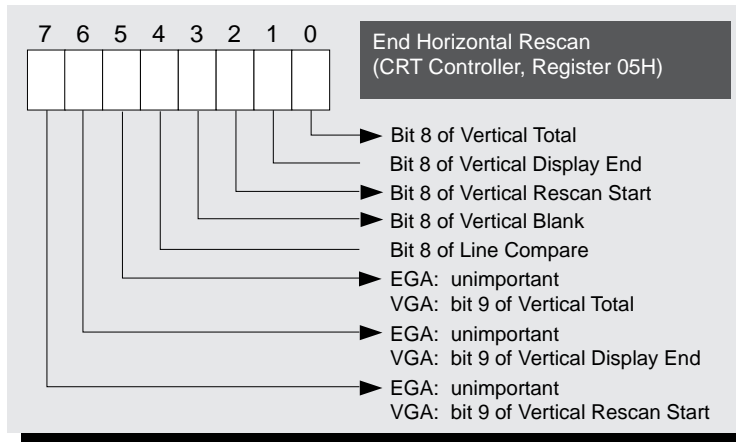 7 6 5 4 3 2 1 0
End Horizontal Rescan
(CRT Controller, Register 05H)
Bit 8 of Vertical Total
Bit 8 of Vertical Display End
Bit 8 of Vertical Rescan Start
Bit 8 of Vertical Blank
Bit 8 of Line Compare
EGA: unimportant
VGA: bit 9 of Vertical Total
EGA: unimportant
VGA: bit 9 of Vertical Display End
EGA: unimportant
VGA: bit 9 of Vertical Rescan Start